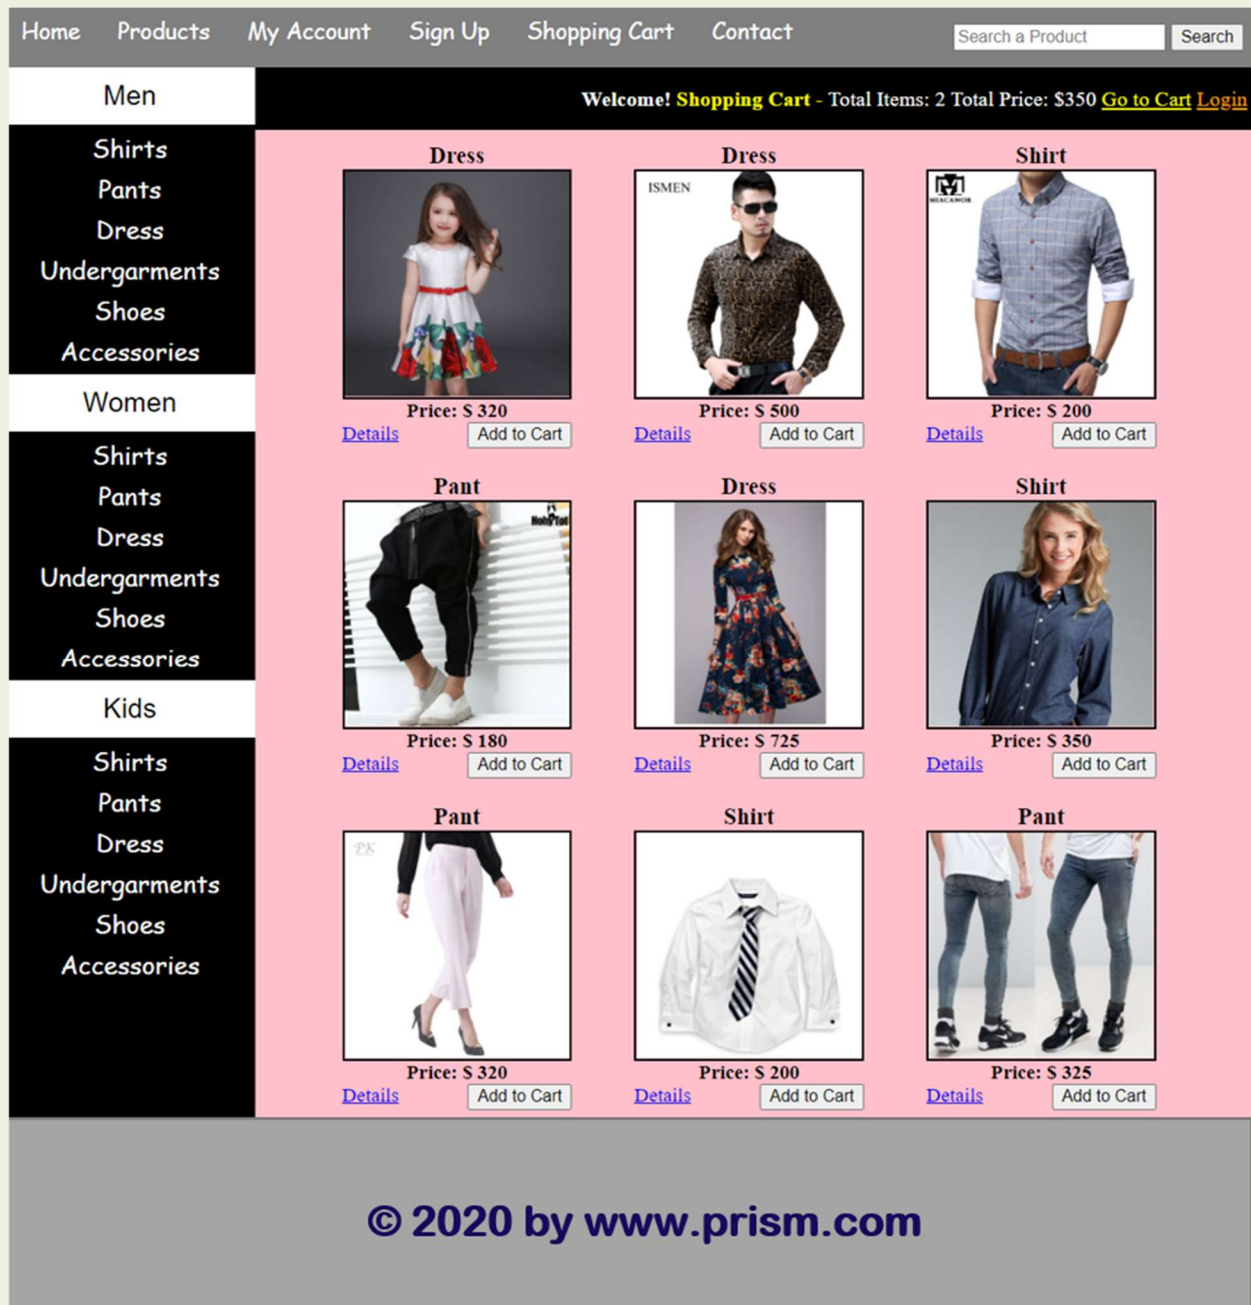 Home Products My Account Sign Up Shopping Cart Contact Search a Product Search
Welcome! Shopping Cart - Total Items: 2 Total Price: $350 Go to Cart Login
Men
Shirts
Pants
Dress
Undergarments
Shoes
Accessories
Women
Shirts
Pants
Dress
Undergarments
Shoes
Accessories
Kids
Shirts
Pants
Dress
Undergarments
Shoes
Accessories
Dress Dress Shirt
ISMEN
MIACAWOR
Price: $ 320 Price: $ 500 Price: $ 200
Details Add to Cart Details Add to Cart Details Add to Cart
Pant Dress Shirt
Price: $ 180 Price: $ 725 Price: $ 350
Details Add to Cart Details Add to Cart Details Add to Cart
Pant Shirt Pant
PK
Price: $ 320 Price: $ 200 Price: $ 325
Details Add to Cart Details Add to Cart Details Add to Cart
© 2020 by www.prism.com